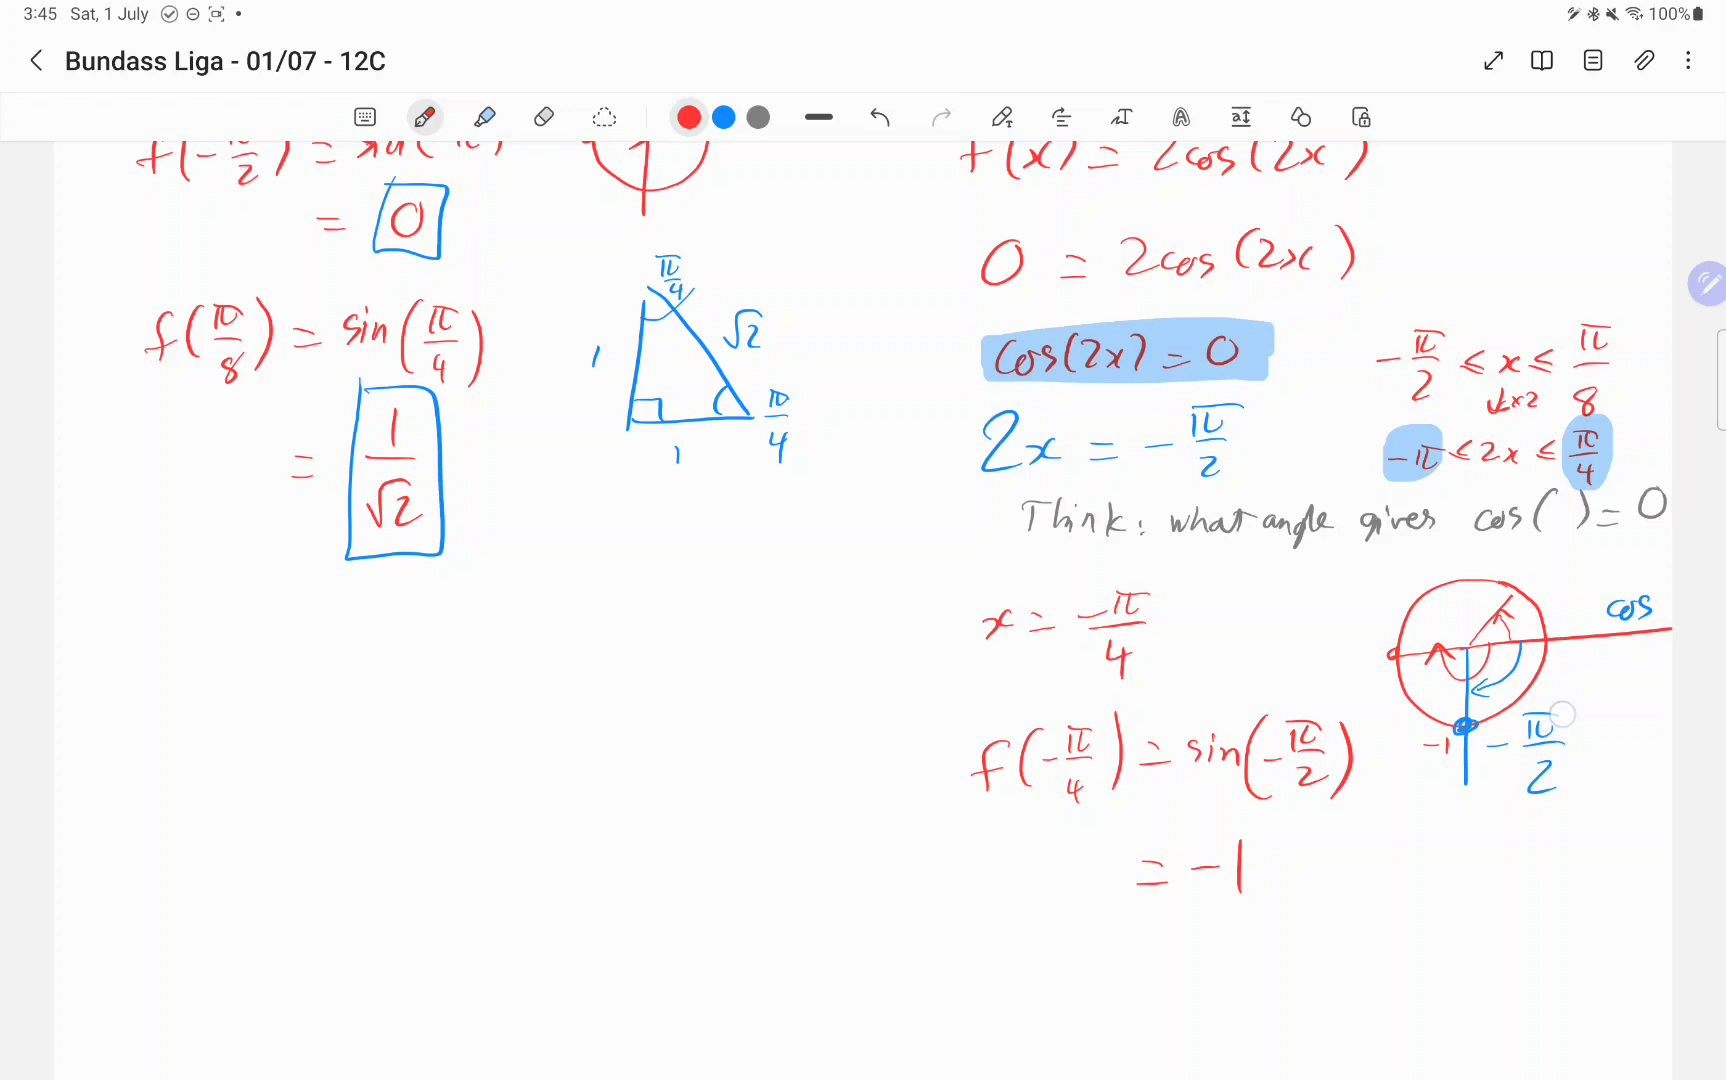 3:45 Sat, 1 July
100%
Bundass Liga - 01/07 - 12C
f(-π/2) = sin(-π)
= 0
f(π/8) = sin(π/4)
= 1/√2
π/4
√2
1
π/4
1
f'(x) = 2cos(2x)
0 = 2cos(2x)
cos(2x) = 0
-π/2 ≤ x ≤ π/8
↓×2
2x = -π/2
-π ≤ 2x ≤ π/4
Think: what angle gives cos( ) = 0
x = -π/4
cos
f(-π/4) = sin(-π/2)
-1
-π/2
= -1